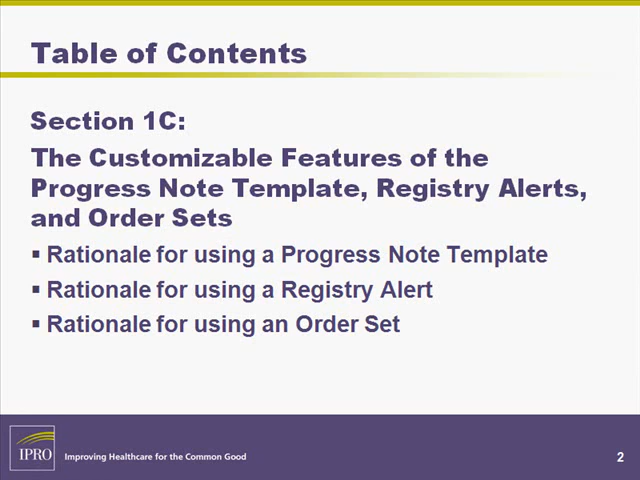 Table of Contents
Section 1C:
The Customizable Features of the
Progress Note Template, Registry Alerts,
and Order Sets
▪ Rationale for using a Progress Note Template
▪ Rationale for using a Registry Alert
▪ Rationale for using an Order Set
IPRO
Improving Healthcare for the Common Good
2